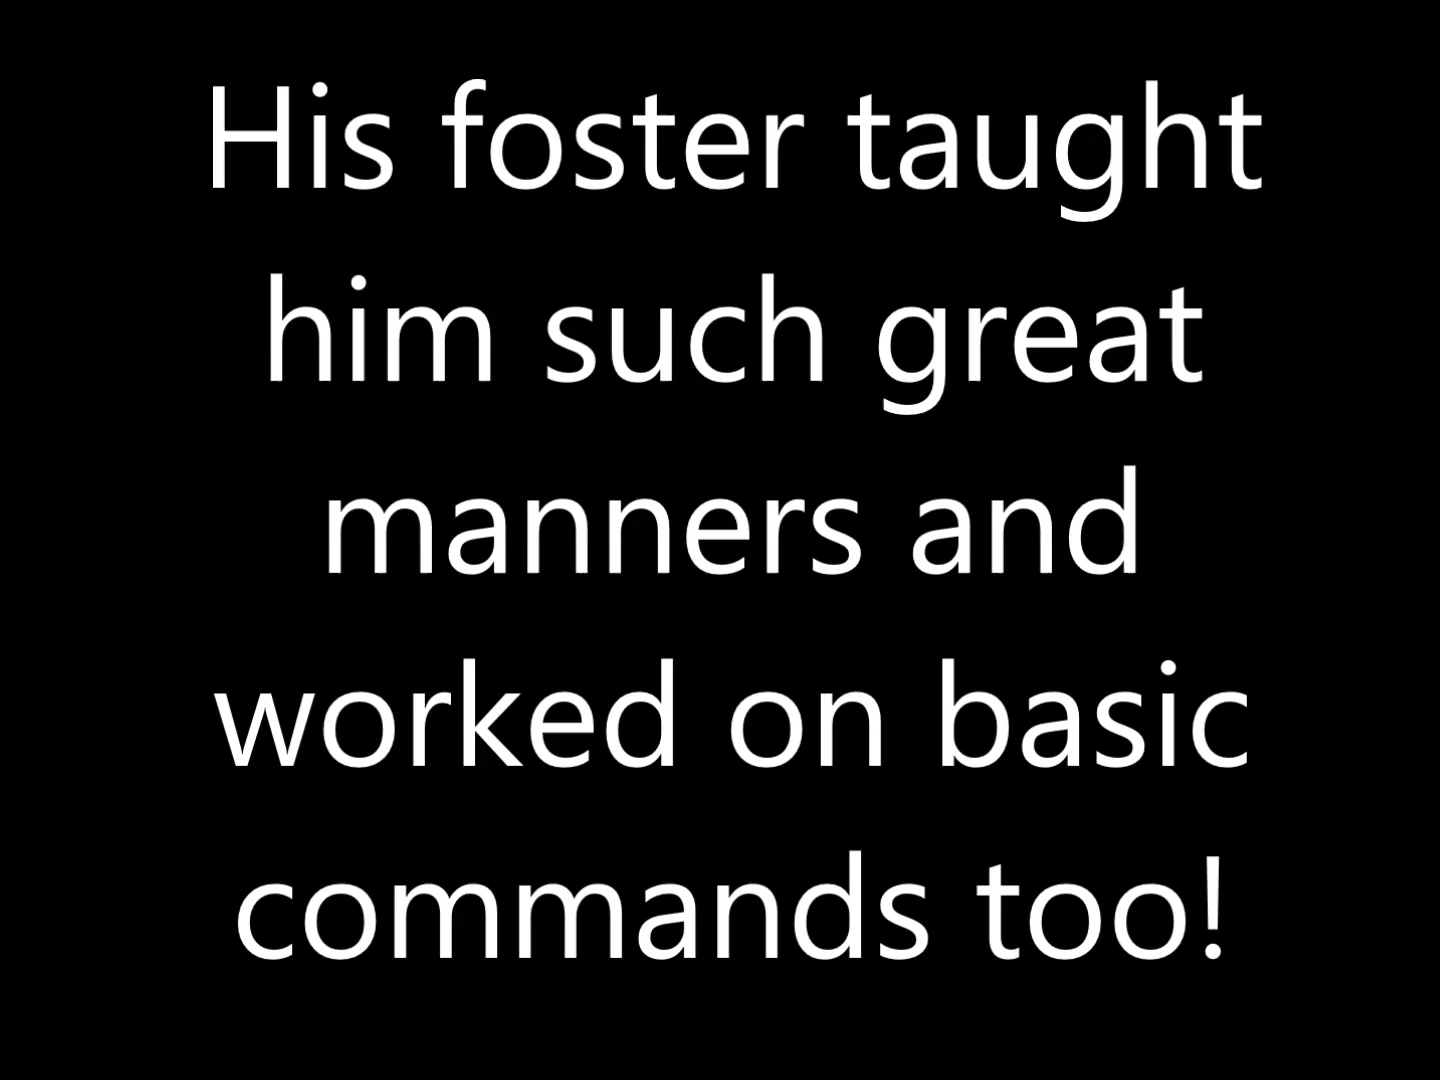 His foster taught
him such great
manners and
worked on basic
commands too!